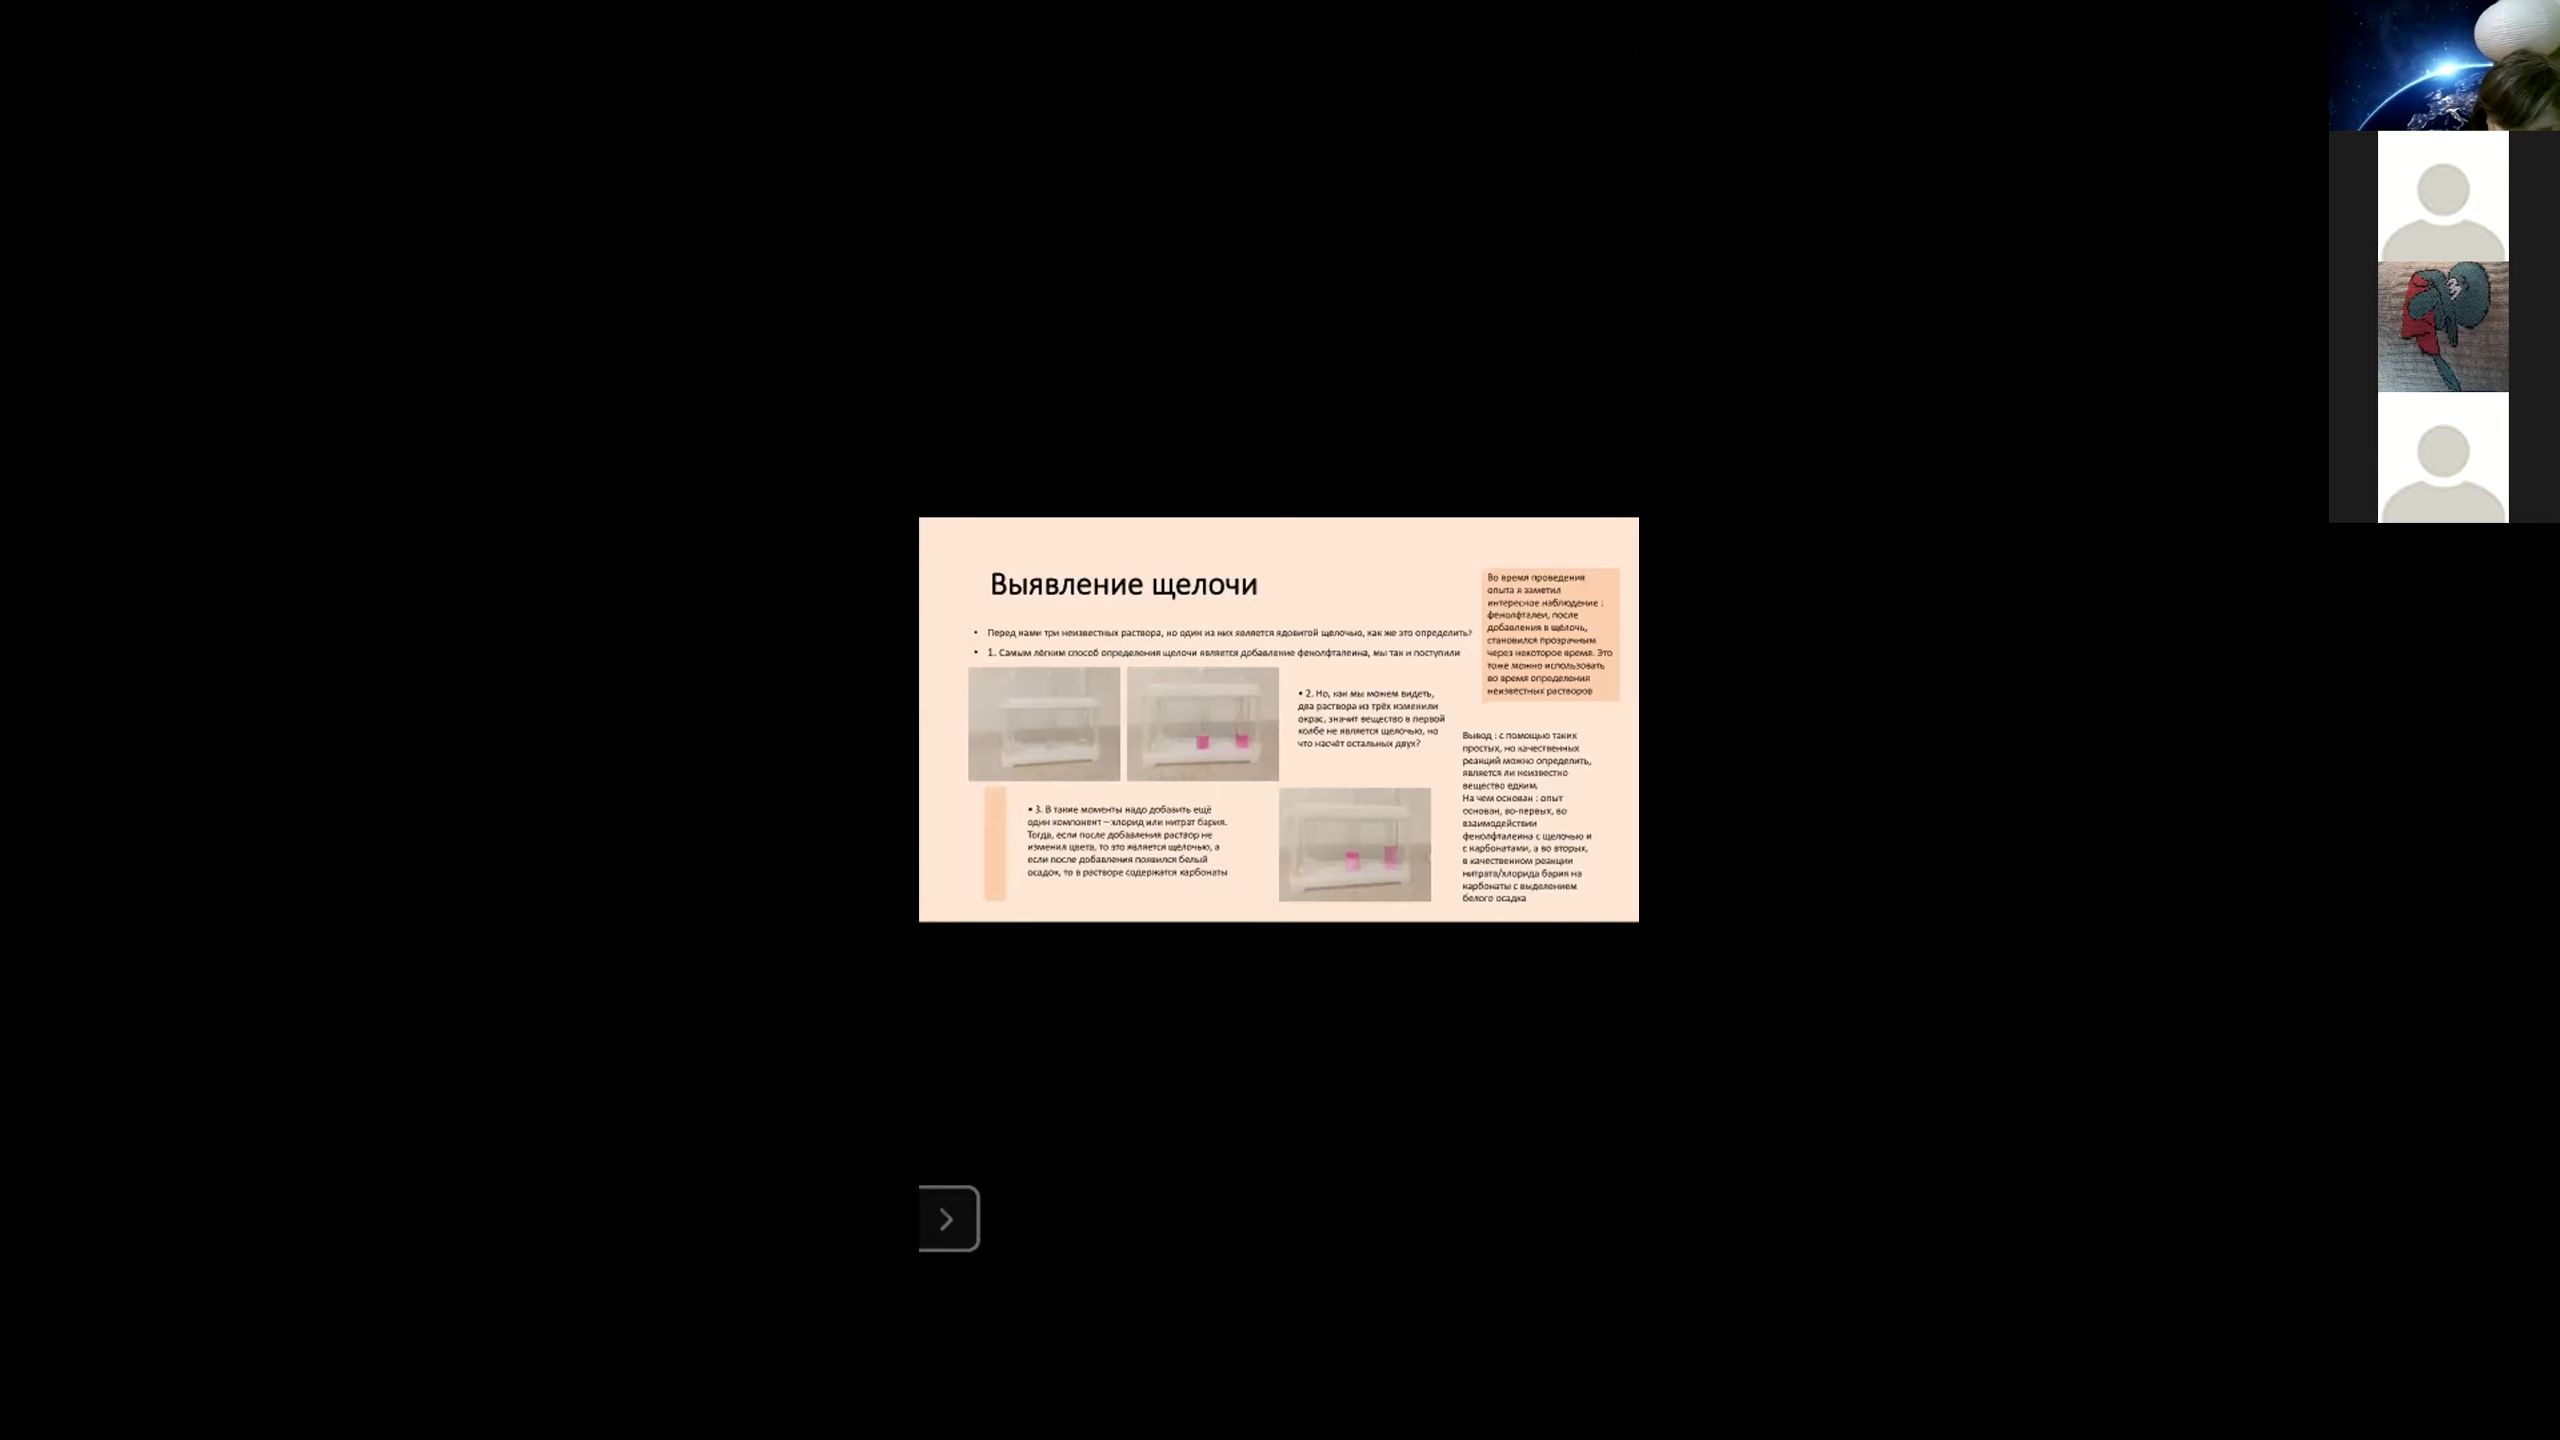 Выявление щелочи
• Перед нами три неизвестных раствора, но один из них является ядовитой щелочью, как же это определить?
• 1. Самым лёгким способ определения щелочи является добавление фенолфталеина, мы так и поступили
• 2. Но, как мы можем видеть,
два раствора из трёх изменили
окрас, значит вещество в первой
колбе не является щелочью, но
что насчёт остальных двух?
• 3. В такие моменты надо добавить ещё
один компонент – хлорид или нитрат бария.
Тогда, если после добавления раствор не
изменил цвета, то это является щелочью, а
если после добавления появился белый
осадок, то в растворе содержатся карбонаты
Во время проведения
опыта я заметил
интересное наблюдение :
фенолфталеи, после
добавления в щёлочь,
становился прозрачным
через некоторое время. Это
тоже можно использовать
во время определения
неизвестных растворов
Вывод : с помощью таких
простых, но качественных
реакций можно определить,
является ли неизвестно
вещество едким.
На чем основан : опыт
основан, во-первых, во
взаимодействии
фенолфталеина с щелочью и
с карбонатами, а во вторых,
в качественном реакции
нитрата/хлорида бария на
карбонаты с выделением
белого осадка